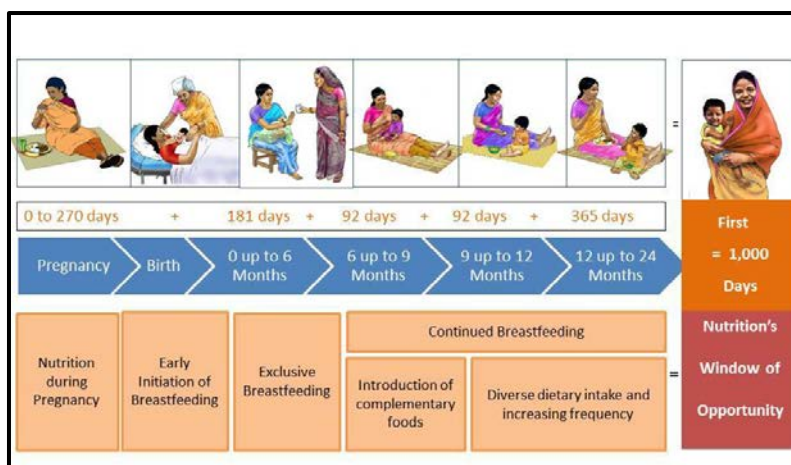 =
0 to 270 days + 181 days + 92 days + 92 days + 365 days
First
= 1,000
Days
Pregnancy
Birth
0 up to 6
Months
6 up to 9
Months
9 up to 12
Months
12 up to 24
Months
Nutrition
during
Pregnancy
Early
Initiation of
Breastfeeding
Exclusive
Breastfeeding
Continued Breastfeeding
Introduction of
complementary
foods
Diverse dietary intake and
increasing frequency
=
Nutrition's
Window of
Opportunity